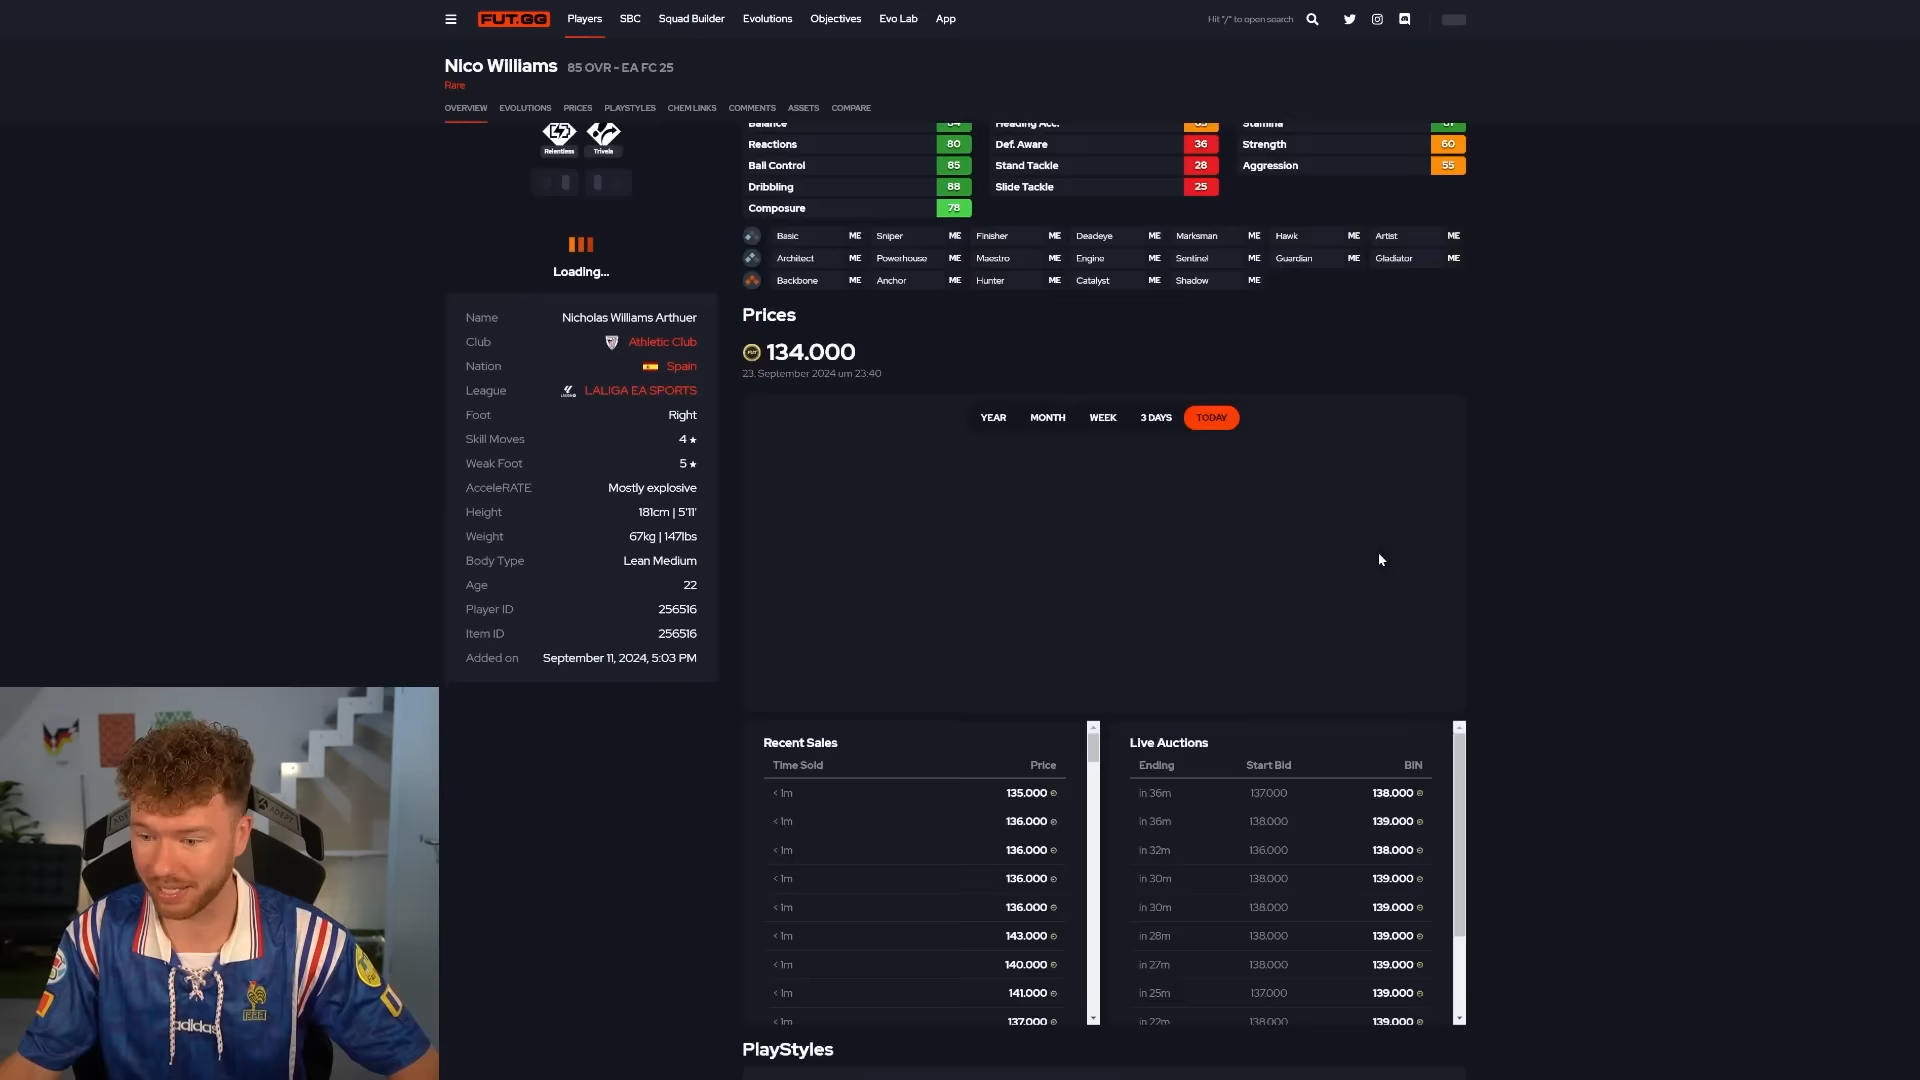 FUT.GG Players SBC Squad Builder Evolutions Objectives Evo Lab App Hit "/" to open search
Nico Williams 85 OVR - EA FC 25
Rare
OVERVIEW EVOLUTIONS PRICES PLAYSTYLES CHEM LINKS COMMENTS ASSETS COMPARE
Relentless Trivela
Loading...
Name Nicholas Williams Arthuer
Club Athletic Club
Nation Spain
League LALIGA EA SPORTS
Foot Right
Skill Moves 4 ★
Weak Foot 5 ★
AcceleRATE Mostly explosive
Height 181cm | 5'11"
Weight 67kg | 147lbs
Body Type Lean Medium
Age 22
Player ID 256516
Item ID 256516
Added on September 11, 2024, 5:03 PM
Balance 84 Heading Acc. Stamina
Reactions 80 Def. Aware 36 Strength 60
Ball Control 85 Stand Tackle 28 Aggression 55
Dribbling 88 Slide Tackle 25
Composure 78
Basic ME Sniper ME Finisher ME Deadeye ME Marksman ME Hawk ME Artist ME
Architect ME Powerhouse ME Maestro ME Engine ME Sentinel ME Guardian ME Gladiator ME
Backbone ME Anchor ME Hunter ME Catalyst ME Shadow ME
Prices
134.000
23. September 2024 um 23:40
YEAR MONTH WEEK 3 DAYS TODAY
Recent Sales
Time Sold Price
< 1m 135.000
< 1m 136.000
< 1m 136.000
< 1m 136.000
< 1m 136.000
< 1m 143.000
< 1m 140.000
< 1m 141.000
< 1m 137.000
Live Auctions
Ending Start Bid BIN
in 36m 137.000 138.000
in 36m 138.000 139.000
in 32m 136.000 138.000
in 30m 138.000 139.000
in 30m 138.000 139.000
in 28m 138.000 139.000
in 27m 138.000 139.000
in 25m 137.000 139.000
in 22m 138.000 139.000
PlayStyles
adidas